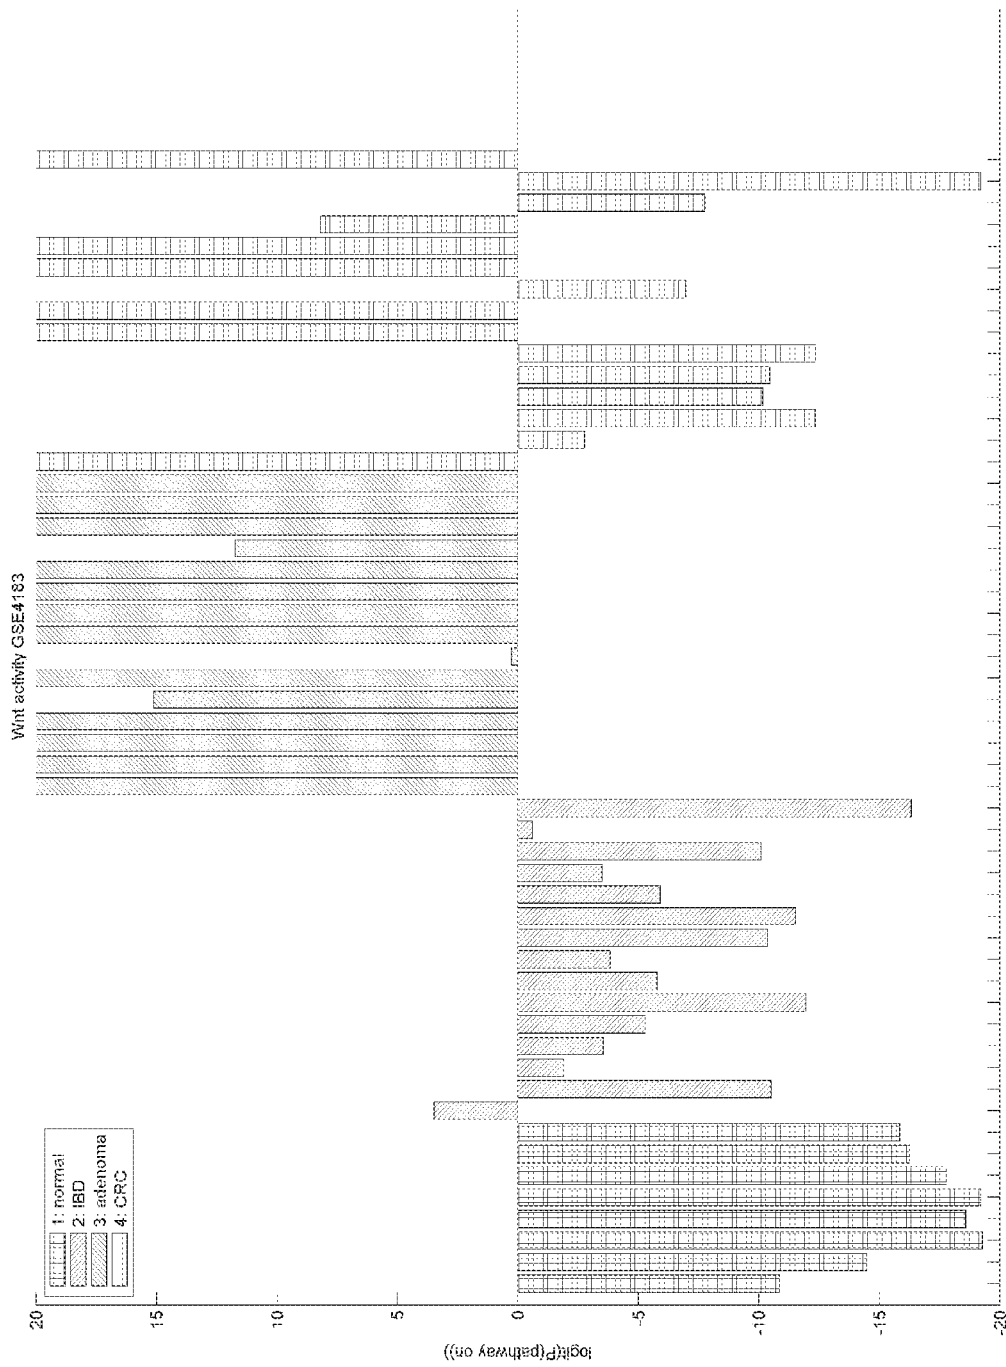 Wnt activity GSE4183
1: normal
2: IBD
3: adenoma
4: CRC
logit(P(pathway on))
20
15
10
5
0
-5
-10
-15
-20